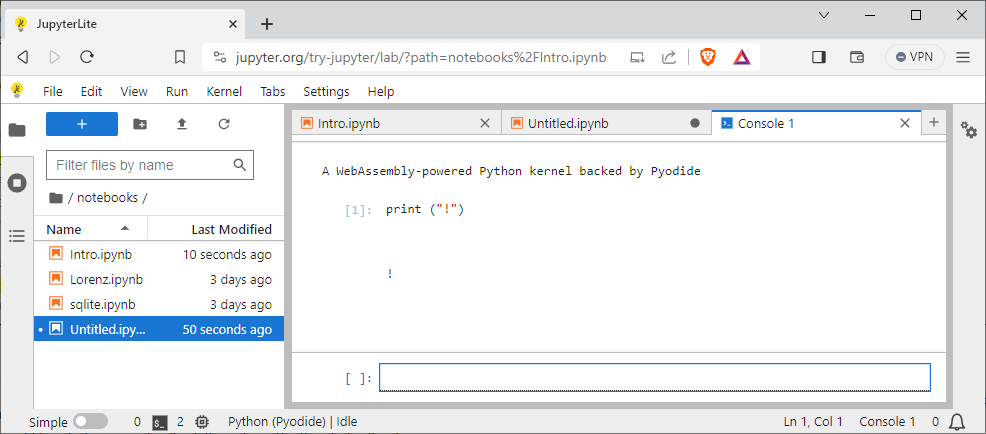 JupyterLite
jupyter.org/try-jupyter/lab/?path=notebooks%2FIntro.ipynb
VPN
File Edit View Run Kernel Tabs Settings Help
Intro.ipynb
Untitled.ipynb
Console 1
Filter files by name
/ notebooks /
Name Last Modified
Intro.ipynb 10 seconds ago
Lorenz.ipynb 3 days ago
sqlite.ipynb 3 days ago
Untitled.ipy... 50 seconds ago
A WebAssembly-powered Python kernel backed by Pyodide
[1]: print ("!")
!
[ ]:
Simple 0 $_ 2 Python (Pyodide) | Idle Ln 1, Col 1 Console 1 0